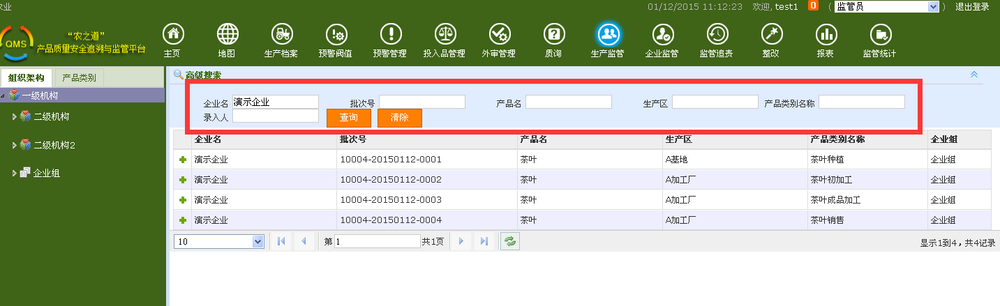 农业
01/12/2015 11:12:23 欢迎, test1 0 ( 监管员 ) 退出登录
QMS
“农之道”
产品质量安全追溯与监管平台
主页 地图 生产档案 预警阀值 预警管理 投入品管理 外审管理 质询 生产监管 企业监管 监管追责 整改 报表 监管统计
组织架构 产品类别
一级机构
二级机构
二级机构2
企业组
高级搜索
企业名 演示企业 批次号 产品名 生产区 产品类别名称
录入人 查询 清除
企业名 批次号 产品名 生产区 产品类别名称 企业组
演示企业 10004-20150112-0001 茶叶 A基地 茶叶种植 企业组
演示企业 10004-20150112-0002 茶叶 A加工厂 茶叶初加工 企业组
演示企业 10004-20150112-0003 茶叶 A加工厂 茶叶成品加工 企业组
演示企业 10004-20150112-0004 茶叶 A加工厂 茶叶销售 企业组
10 第 1 共1页 显示1到4，共4记录